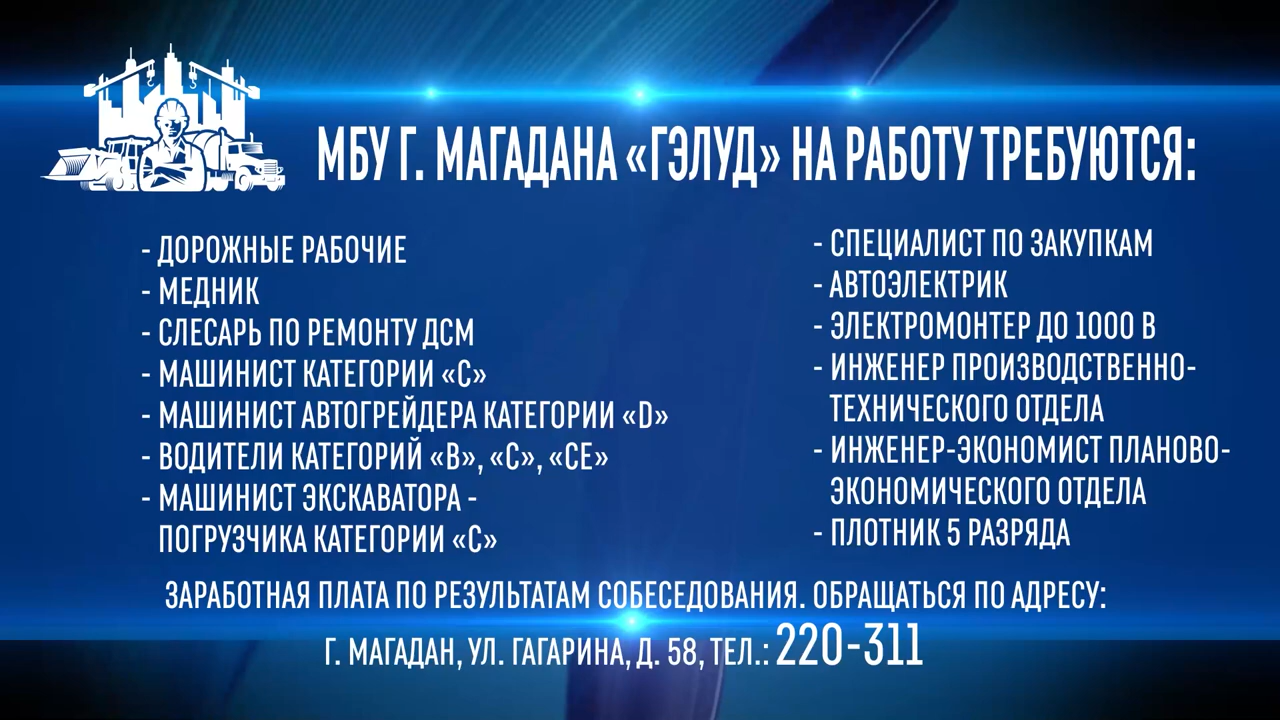 МБУ Г. МАГАДАНА «ГЭЛУД» НА РАБОТУ ТРЕБУЮТСЯ:
- ДОРОЖНЫЕ РАБОЧИЕ
- МЕДНИК
- СЛЕСАРЬ ПО РЕМОНТУ ДСМ
- МАШИНИСТ КАТЕГОРИИ «С»
- МАШИНИСТ АВТОГРЕЙДЕРА КАТЕГОРИИ «D»
- ВОДИТЕЛИ КАТЕГОРИЙ «В», «С», «СЕ»
- МАШИНИСТ ЭКСКАВАТОРА -
ПОГРУЗЧИКА КАТЕГОРИИ «С»
- СПЕЦИАЛИСТ ПО ЗАКУПКАМ
- АВТОЭЛЕКТРИК
- ЭЛЕКТРОМОНТЕР ДО 1000 В
- ИНЖЕНЕР ПРОИЗВОДСТВЕННО-
ТЕХНИЧЕСКОГО ОТДЕЛА
- ИНЖЕНЕР-ЭКОНОМИСТ ПЛАНОВО-
ЭКОНОМИЧЕСКОГО ОТДЕЛА
- ПЛОТНИК 5 РАЗРЯДА
ЗАРАБОТНАЯ ПЛАТА ПО РЕЗУЛЬТАТАМ СОБЕСЕДОВАНИЯ. ОБРАЩАТЬСЯ ПО АДРЕСУ:
Г. МАГАДАН, УЛ. ГАГАРИНА, Д. 58, ТЕЛ.: 220-311